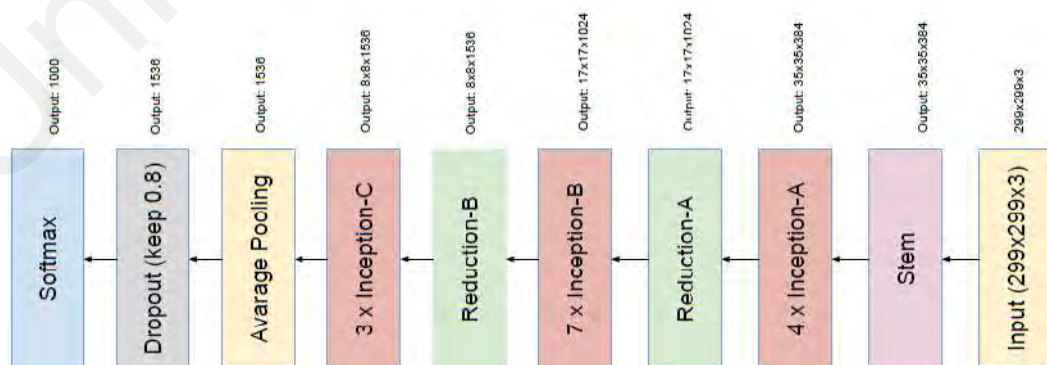 Output: 1000
Output: 1536
Output: 1536
Output: 8x8x1536
Output: 8x8x1536
Output: 17x17x1024
Output: 17x17x1024
Output: 35x35x384
Output: 35x35x384
299x299x3
Softmax
Dropout (keep 0.8)
Avarage Pooling
3 x Inception-C
Reduction-B
7 x Inception-B
Reduction-A
4 x Inception-A
Stem
Input (299x299x3)